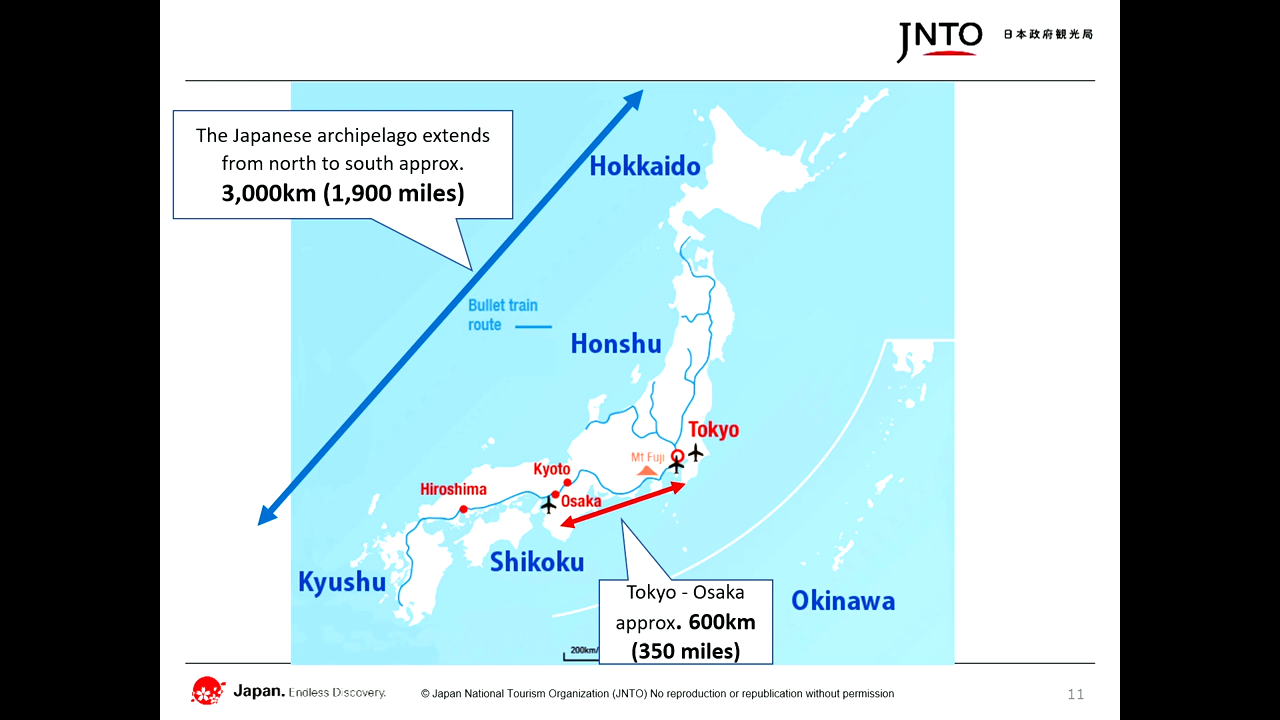 JNTO 日本政府観光局
The Japanese archipelago extends
from north to south approx.
3,000km (1,900 miles)
Hokkaido
Bullet train
route
Honshu
Tokyo
Mt Fuji
Kyoto
Hiroshima
Osaka
Shikoku
Kyushu
Tokyo - Osaka
approx. 600km
(350 miles)
Okinawa
200km/
Japan. Endless Discovery.
© Japan National Tourism Organization (JNTO) No reproduction or republication without permission
11